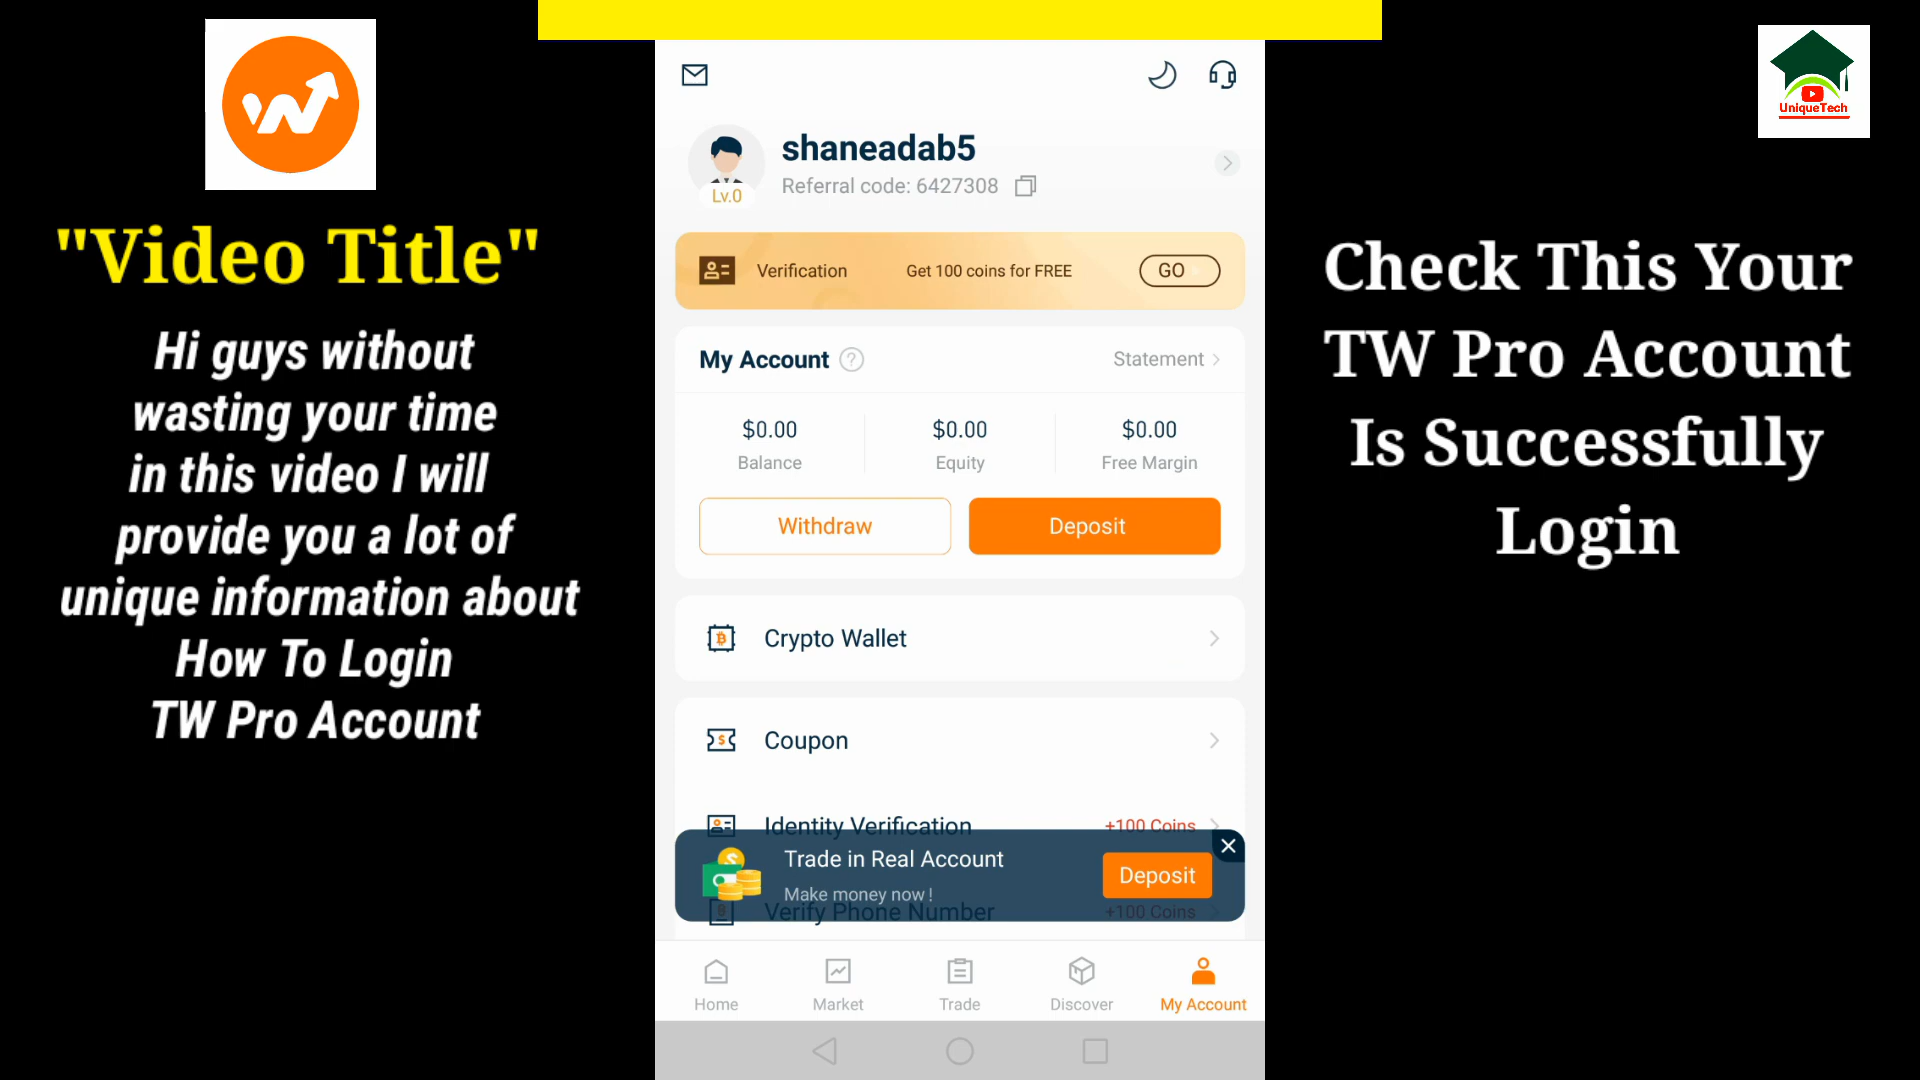 "Video Title"
Hi guys without
wasting your time
in this video I will
provide you a lot of
unique information about
How To Login
TW Pro Account
shaneadab5
Lv.0
Referral code: 6427308
Verification
Get 100 coins for FREE
GO
My Account
Statement
$0.00
$0.00
$0.00
Balance
Equity
Free Margin
Withdraw
Deposit
Crypto Wallet
Coupon
Identity Verification
+100 Coins
Trade in Real Account
Make money now !
Deposit
Verify Phone Number
+100 Coins
Home
Market
Trade
Discover
My Account
UniqueTech
Check This Your
TW Pro Account
Is Successfully
Login